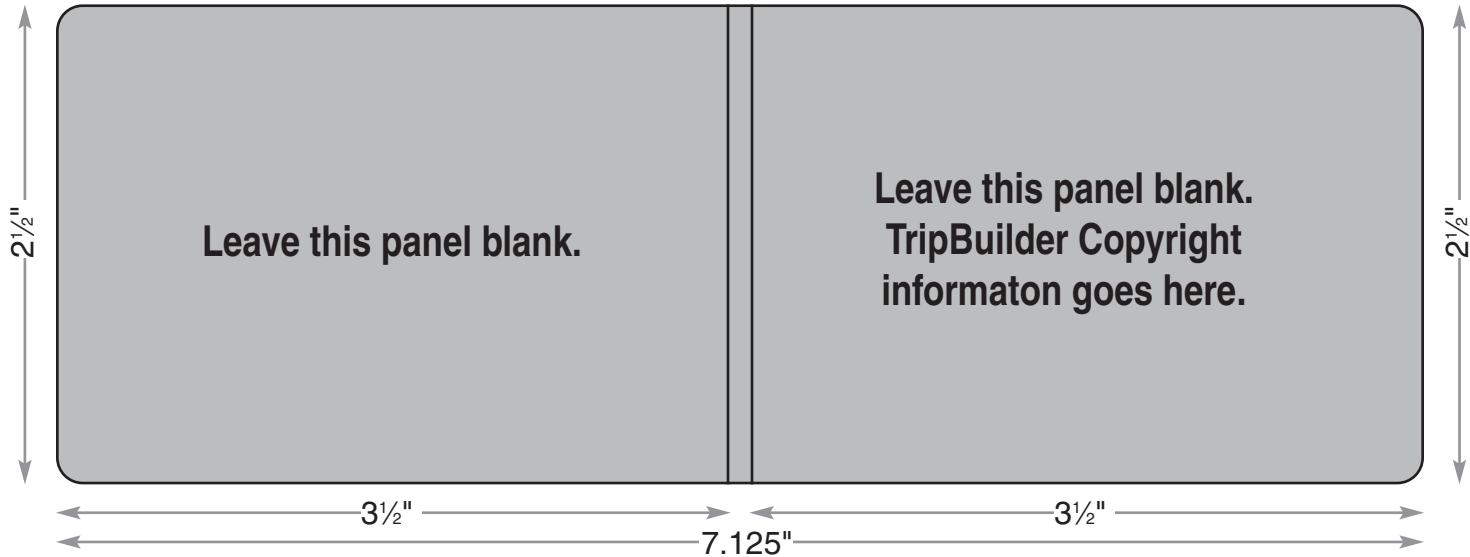 2½"
Leave this panel blank.
Leave this panel blank.
TripBuilder Copyright
informaton goes here.
2½"
3½"
3½"
7.125"